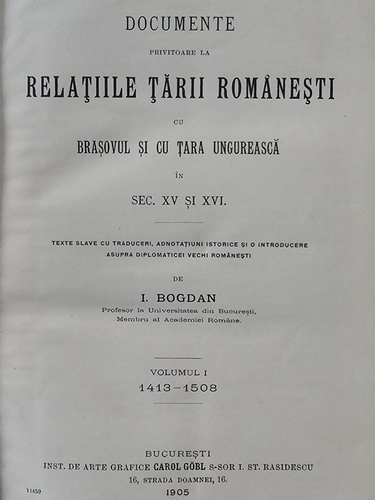 DOCUMENTE
PRIVITOARE LA
RELAŢIILE ŢĂRII ROMÂNEŞTI
CU
BRAŞOVUL ŞI CU ŢARA UNGUREASCĂ
ÎN
SEC. XV ŞI XVI.
TEXTE SLAVE CU TRADUCERI, ADNOTAŢIUNI ISTORICE ŞI O INTRODUCERE
ASUPRA DIPLOMATICEI VECHI ROMÂNEŞTI
DE
I. BOGDAN
Profesor la Universitatea din Bucureşti,
Membru al Academiei Române.
VOLUMUL I
1413–1508
BUCUREŞTI
INST. DE ARTE GRAFICE CAROL GÖBL S-SOR I. ST. RASIDESCU
16, STRADA DOAMNEI, 16.
11459
1905